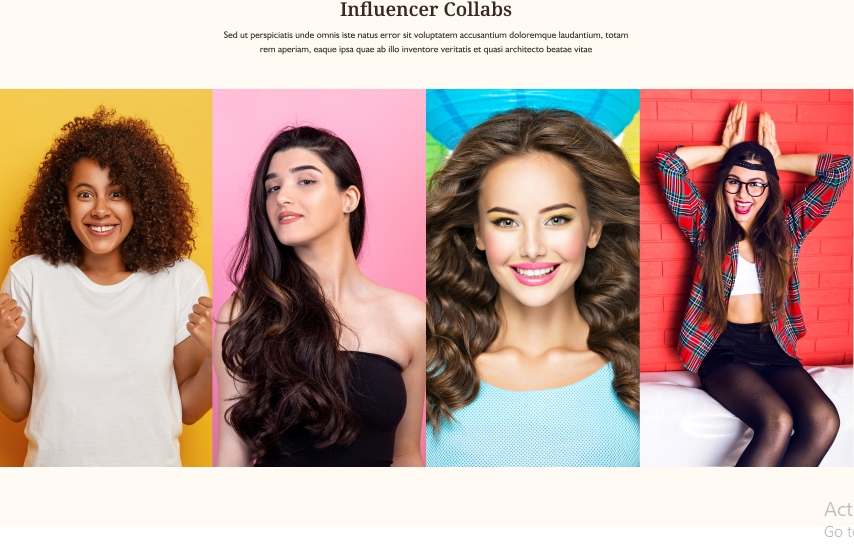 Influencer Collabs
Sed ut perspiciatis unde omnis iste natus error sit voluptatem accusantium doloremque laudantium, totam
rem aperiam, eaque ipsa quae ab illo inventore veritatis et quasi architecto beatae vitae
Act
Go to